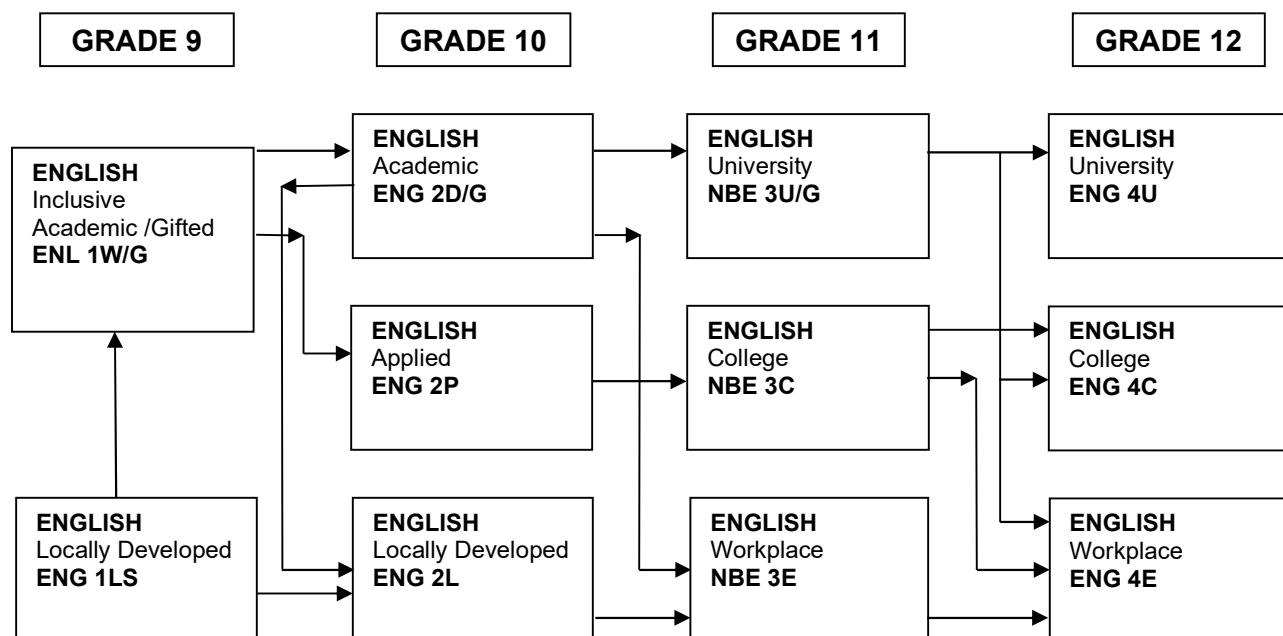 GRADE 9
GRADE 10
GRADE 11
GRADE 12
ENGLISH
Inclusive
Academic /Gifted
ENL 1W/G
ENGLISH
Academic
ENG 2D/G
ENGLISH
University
NBE 3U/G
ENGLISH
University
ENG 4U
ENGLISH
Applied
ENG 2P
ENGLISH
College
NBE 3C
ENGLISH
College
ENG 4C
ENGLISH
Locally Developed
ENG 1LS
ENGLISH
Locally Developed
ENG 2L
ENGLISH
Workplace
NBE 3E
ENGLISH
Workplace
ENG 4E